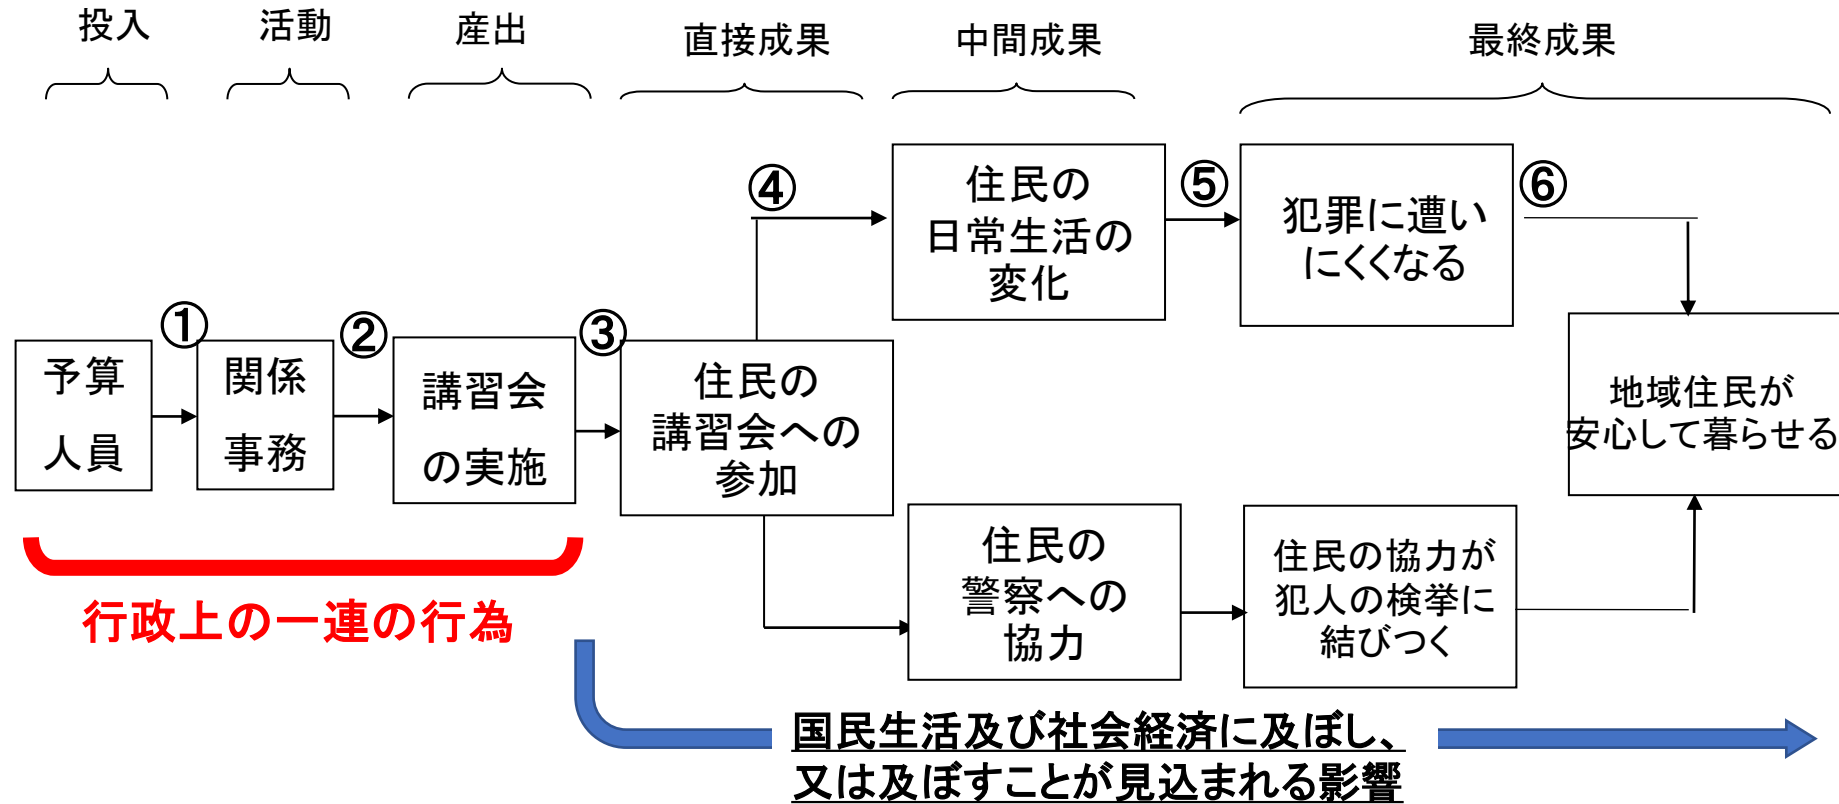 投入
活動
産出
直接成果
中間成果
最終成果
①
②
③
④
⑤
⑥
予算
人員
関係
事務
講習会
の実施
住民の
講習会への
参加
住民の
日常生活の
変化
犯罪に遭い
にくくなる
地域住民が
安心して暮らせる
住民の
警察への
協力
住民の協力が
犯人の検挙に
結びつく
行政上の一連の行為
国民生活及び社会経済に及ぼし、
又は及ぼすことが見込まれる影響